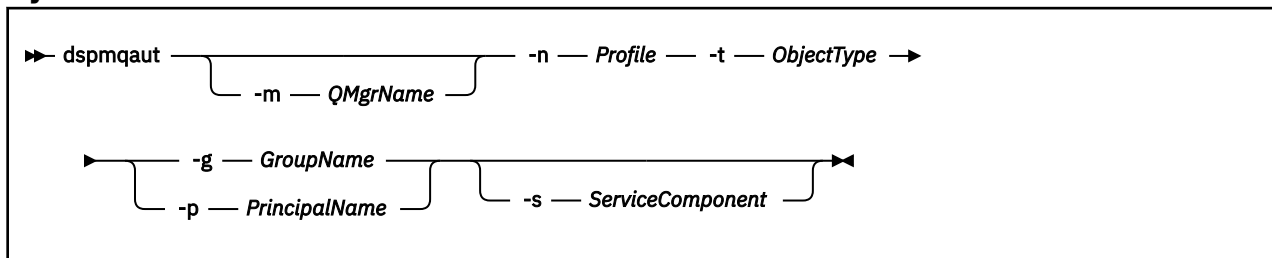 dspmqaut -n Profile -t ObjectType
-m QMgrName
-g GroupName
-p PrincipalName -s ServiceComponent